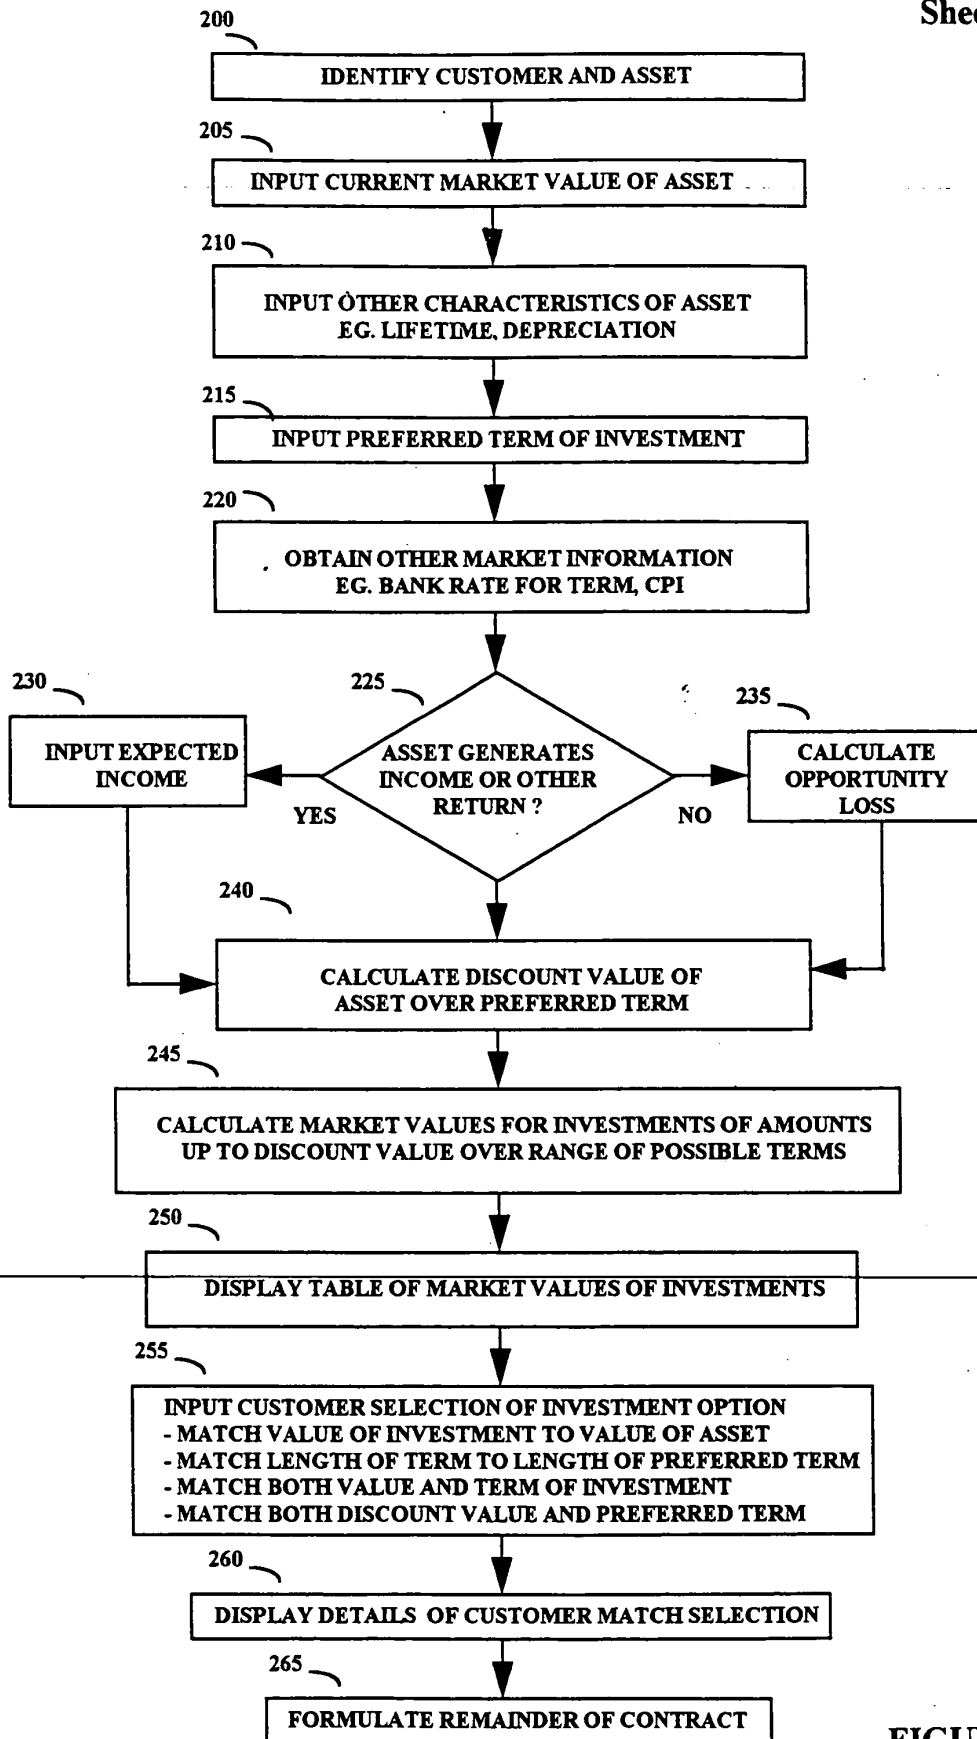 Shee
200
IDENTIFY CUSTOMER AND ASSET
205
INPUT CURRENT MARKET VALUE OF ASSET
210
INPUT OTHER CHARACTERISTICS OF ASSET
EG. LIFETIME, DEPRECIATION
215
INPUT PREFERRED TERM OF INVESTMENT
220
OBTAIN OTHER MARKET INFORMATION
EG. BANK RATE FOR TERM, CPI
230
225
235
INPUT EXPECTED
INCOME
ASSET GENERATES
INCOME OR OTHER
RETURN ?
CALCULATE
OPPORTUNITY
LOSS
YES
NO
240
CALCULATE DISCOUNT VALUE OF
ASSET OVER PREFERRED TERM
245
CALCULATE MARKET VALUES FOR INVESTMENTS OF AMOUNTS
UP TO DISCOUNT VALUE OVER RANGE OF POSSIBLE TERMS
250
DISPLAY TABLE OF MARKET VALUES OF INVESTMENTS
255
INPUT CUSTOMER SELECTION OF INVESTMENT OPTION
- MATCH VALUE OF INVESTMENT TO VALUE OF ASSET
- MATCH LENGTH OF TERM TO LENGTH OF PREFERRED TERM
- MATCH BOTH VALUE AND TERM OF INVESTMENT
- MATCH BOTH DISCOUNT VALUE AND PREFERRED TERM
260
DISPLAY DETAILS OF CUSTOMER MATCH SELECTION
265
FORMULATE REMAINDER OF CONTRACT
FIGU